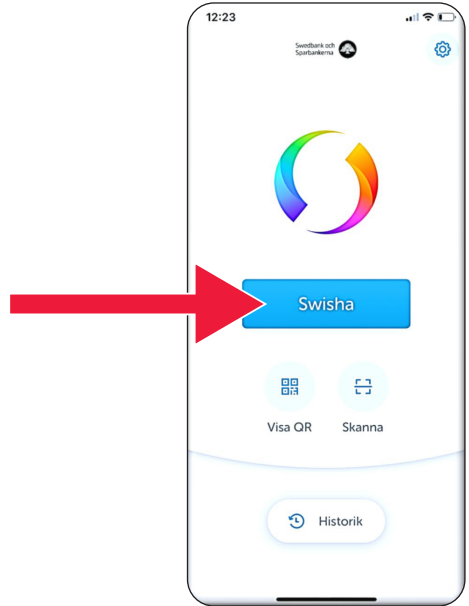 12:23
Swedbank och
Sparbankerna
Swisha
Visa QR
Skanna
Historik